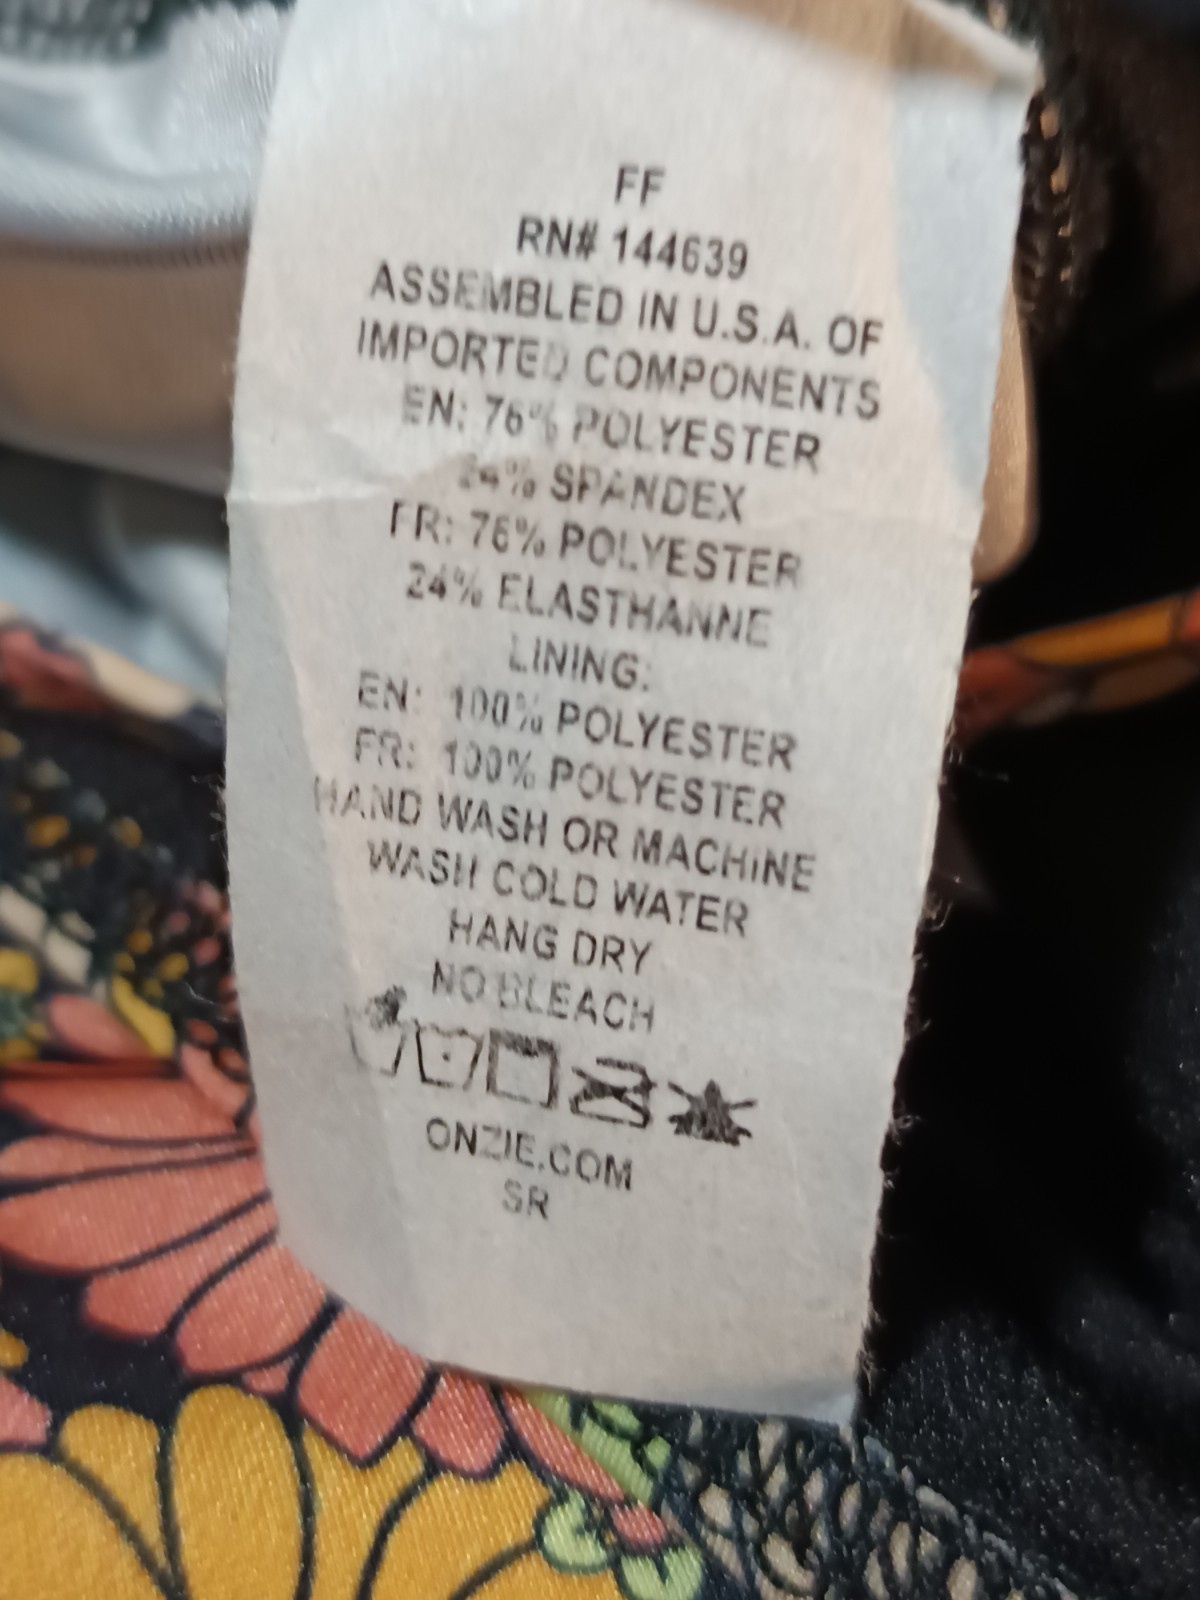 FF
RN# 144639
ASSEMBLED IN U.S.A. OF
IMPORTED COMPONENTS
EN: 76% POLYESTER
24% SPANDEX
FR: 76% POLYESTER
24% ELASTHANNE
LINING:
EN: 100% POLYESTER
FR: 100% POLYESTER
HAND WASH OR MACHINE
WASH COLD WATER
HANG DRY
NO BLEACH
ONZIE.COM
SR